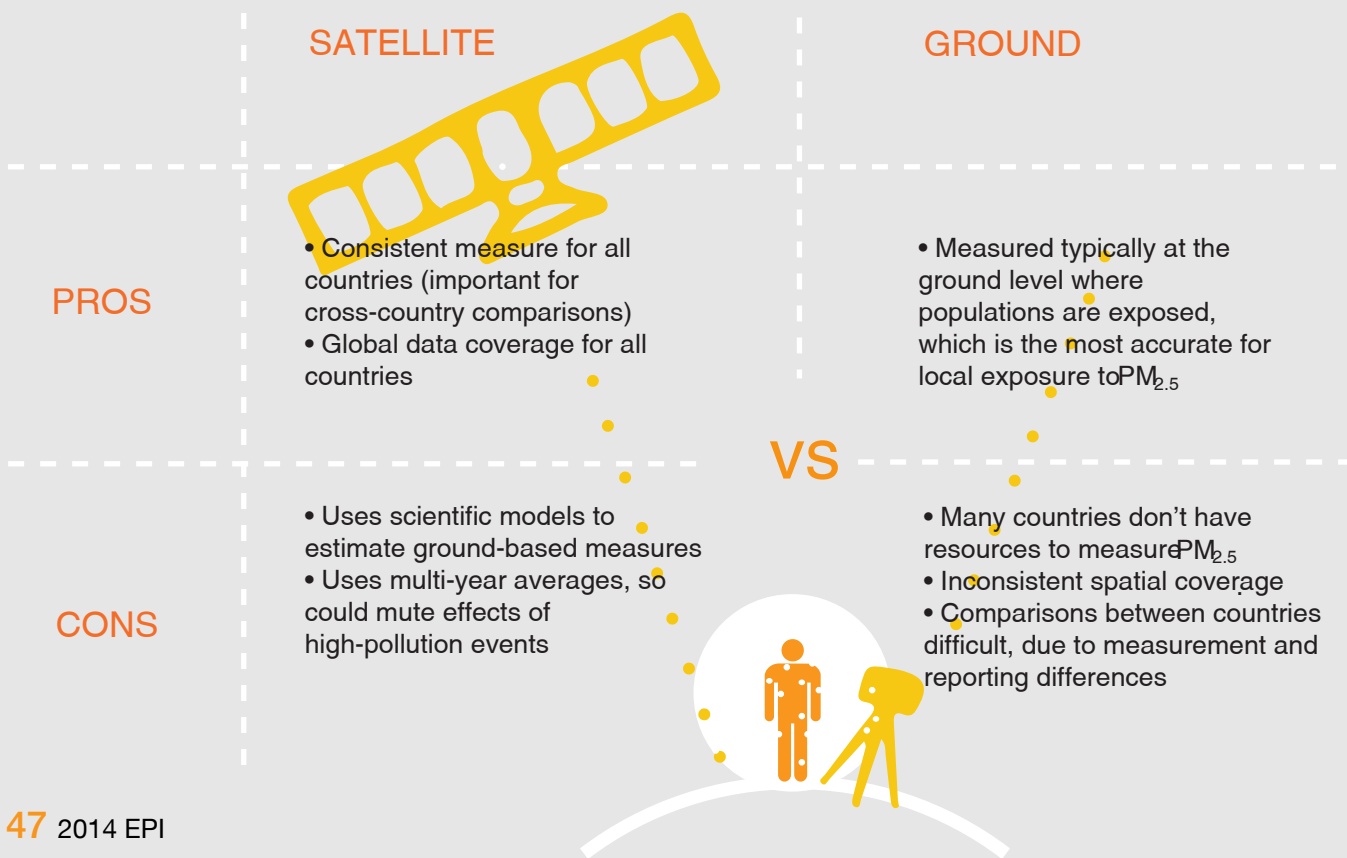 SATELLITE
GROUND
PROS
• Consistent measure for all
countries (important for
cross-country comparisons)
• Global data coverage for all
countries
• Measured typically at the
ground level where
populations are exposed,
which is the most accurate for
local exposure toPM2.5
VS
CONS
• Uses scientific models to
estimate ground-based measures
• Uses multi-year averages, so
could mute effects of
high-pollution events
• Many countries don't have
resources to measurePM2.5
• Inconsistent spatial coverage
• Comparisons between countries
difficult, due to measurement and
reporting differences
47 2014 EPI